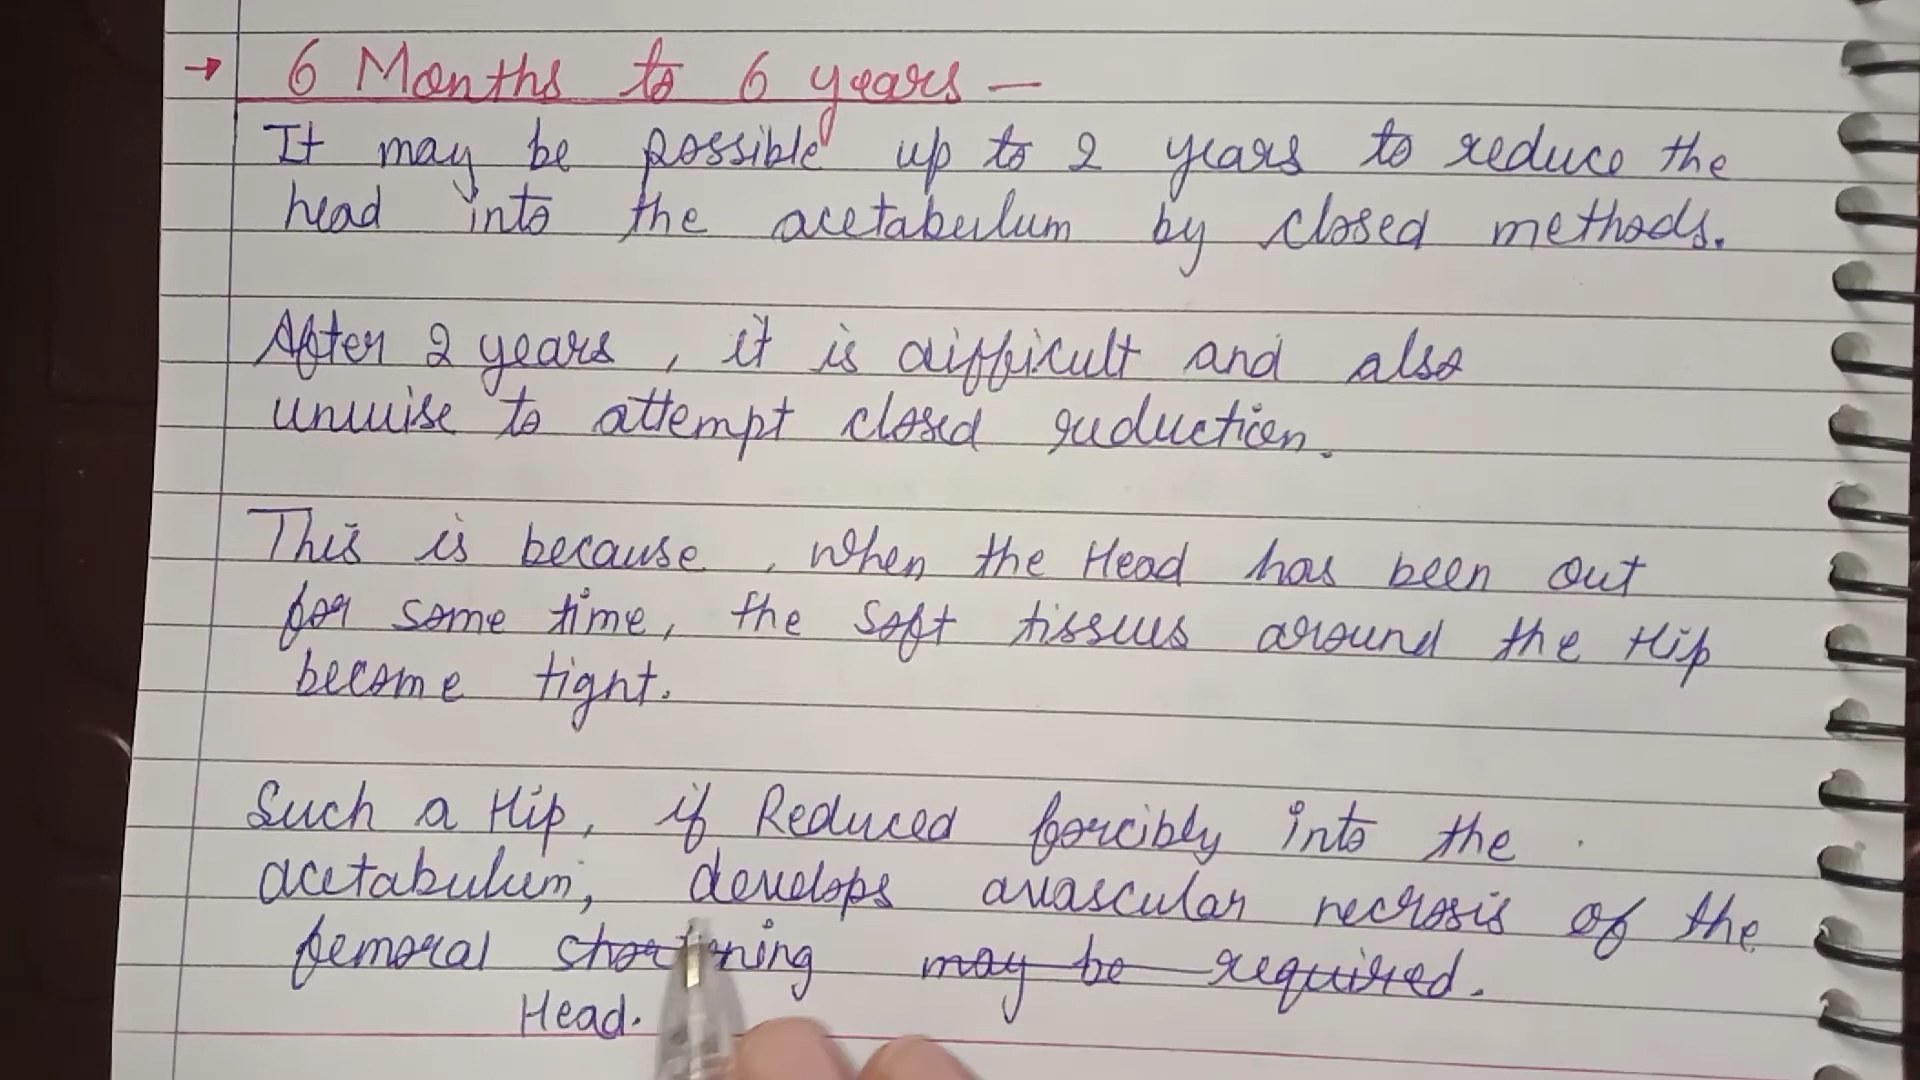 → 6 Months to 6 years —
It may be possible up to 2 years to reduce the
head into the acetabulum by closed methods.
After 2 years, it is difficult and also
unwise to attempt closed reduction.
This is because, when the Head has been out
for some time, the soft tissues around the Hip
become tight.
Such a Hip, if Reduced forcibly into the
acetabulum, develops avascular necrosis of the
femoral shortening may be required.
Head.